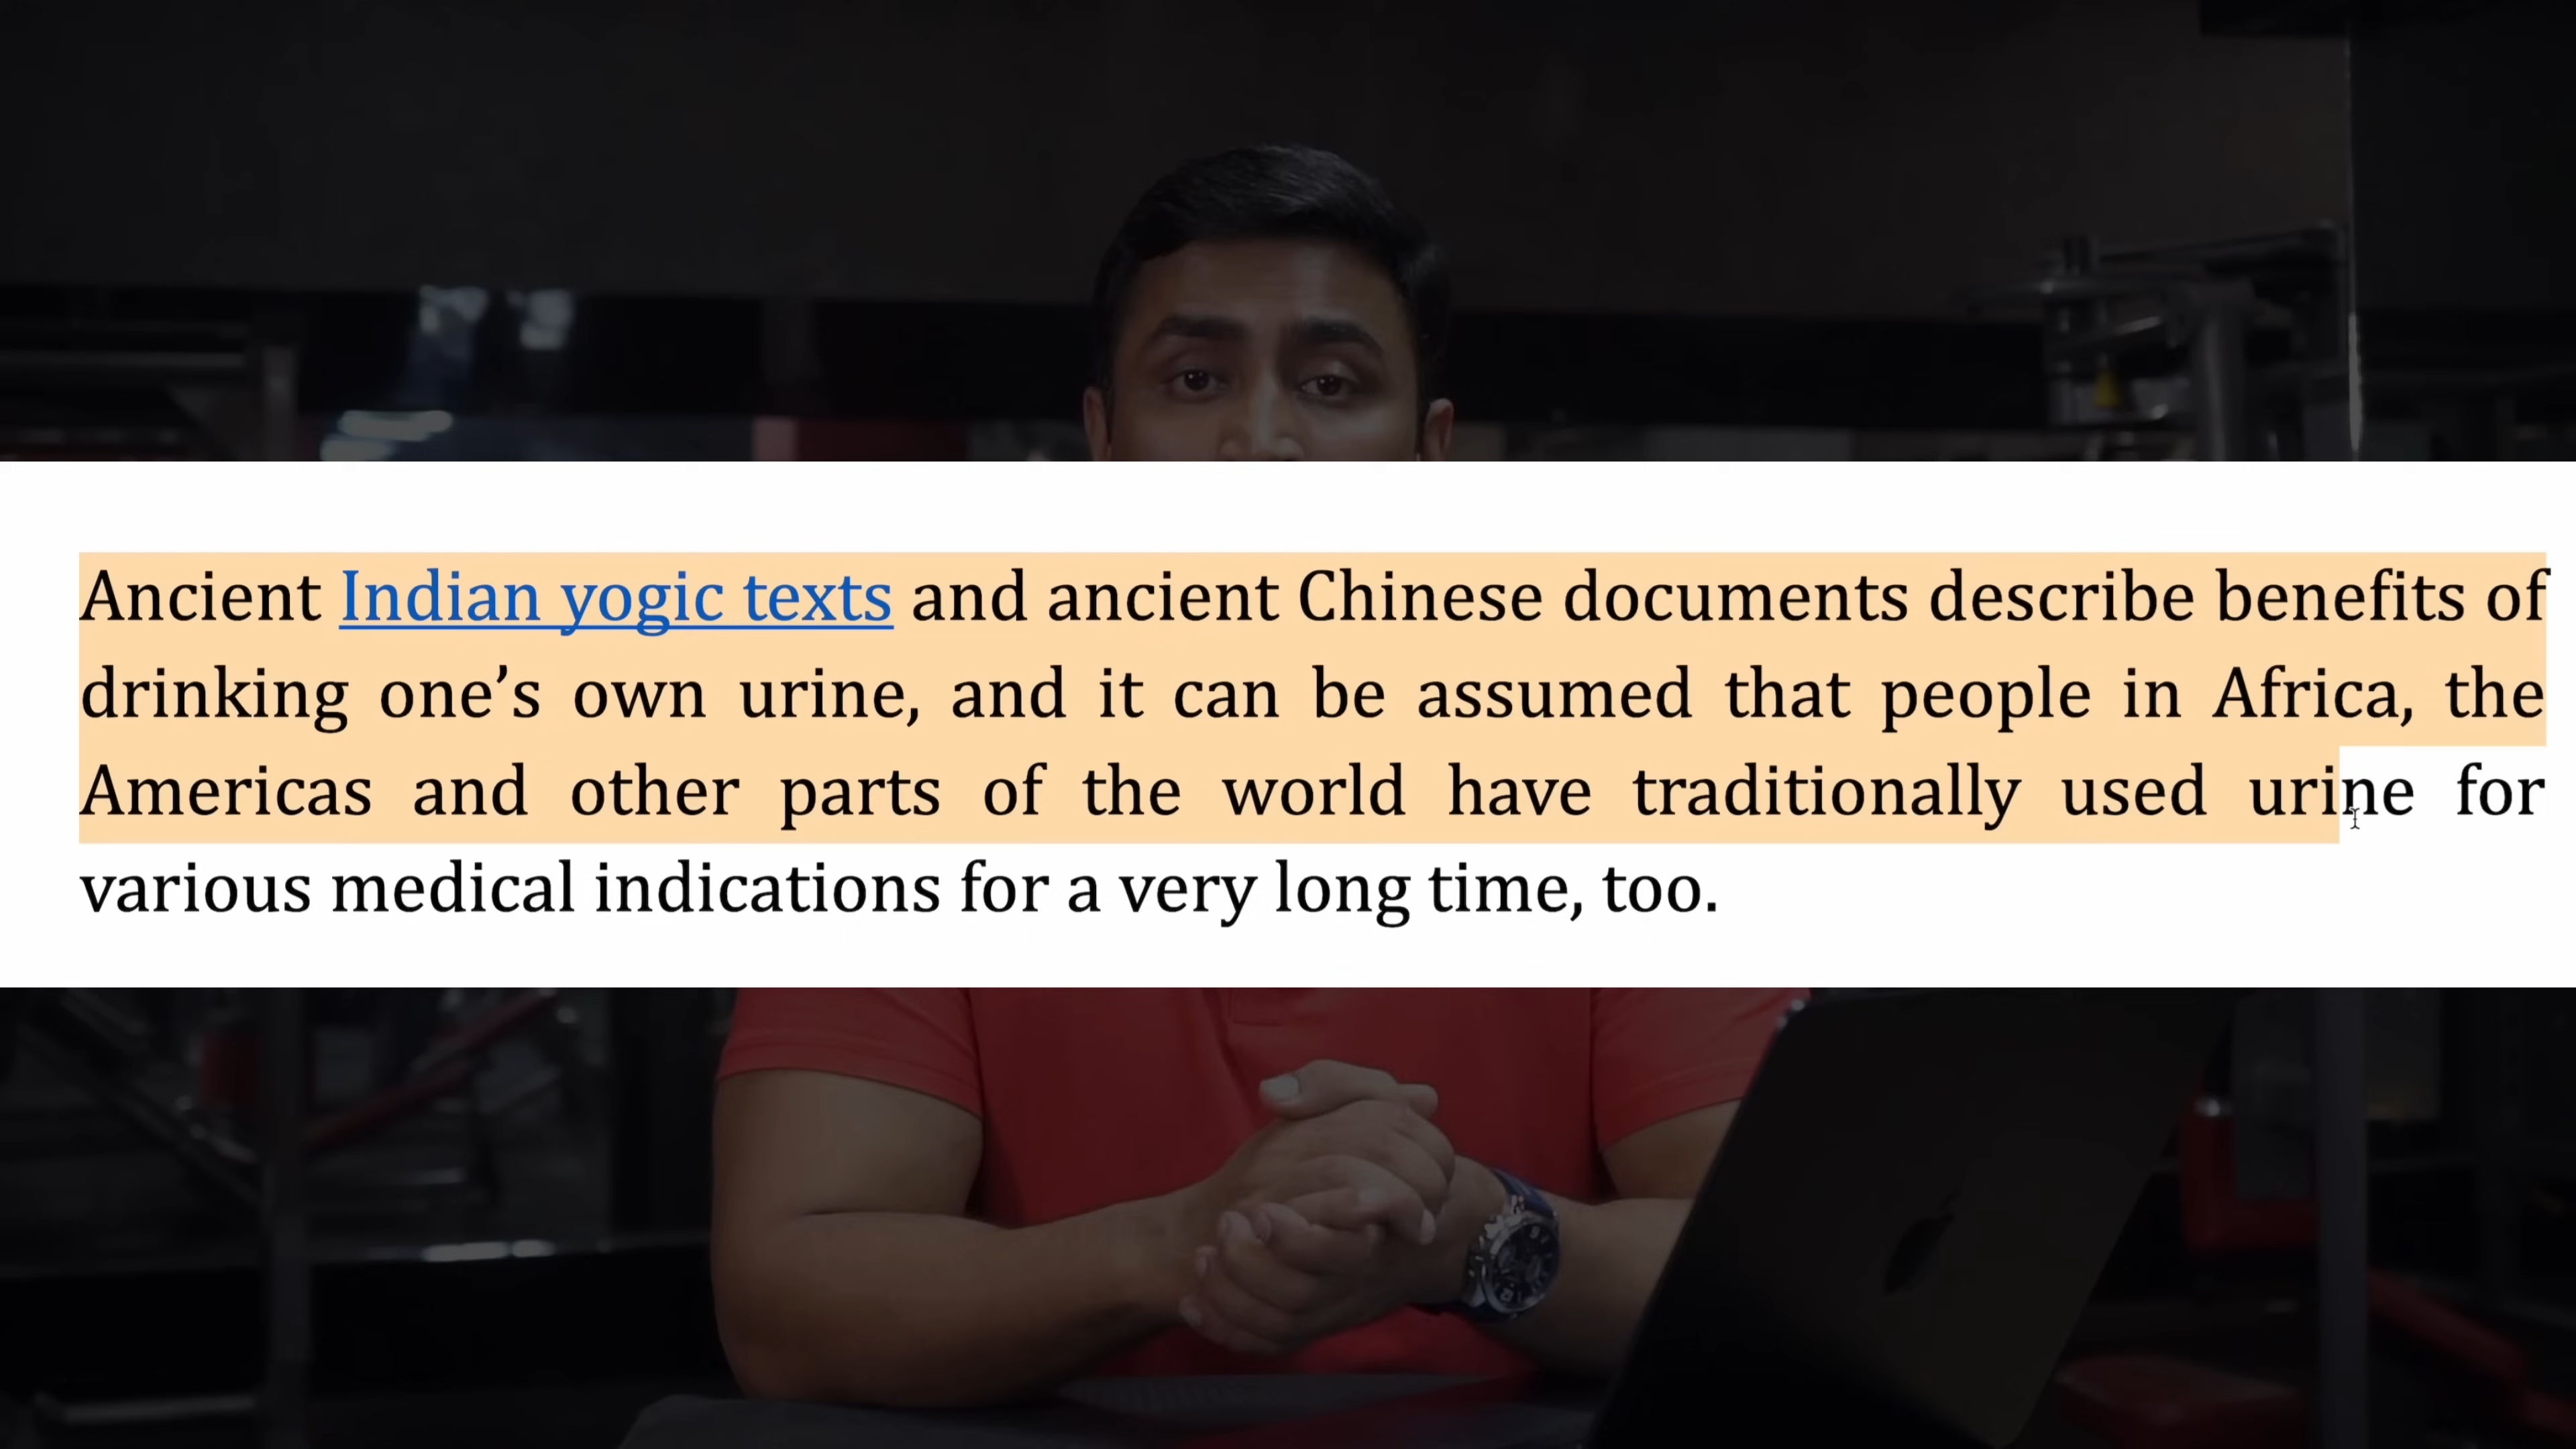 Ancient Indian yogic texts and ancient Chinese documents describe benefits of
drinking one’s own urine, and it can be assumed that people in Africa, the
Americas and other parts of the world have traditionally used urine for
various medical indications for a very long time, too.